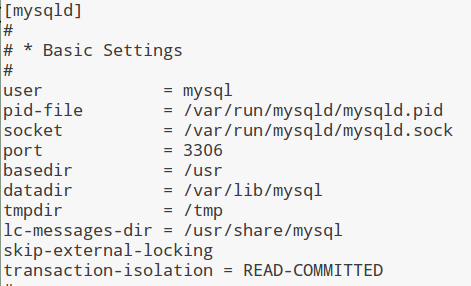 [mysqld]
#
# * Basic Settings
#
user = mysql
pid-file = /var/run/mysqld/mysqld.pid
socket = /var/run/mysqld/mysqld.sock
port = 3306
basedir = /usr
datadir = /var/lib/mysql
tmpdir = /tmp
lc-messages-dir = /usr/share/mysql
skip-external-locking
transaction-isolation = READ-COMMITTED